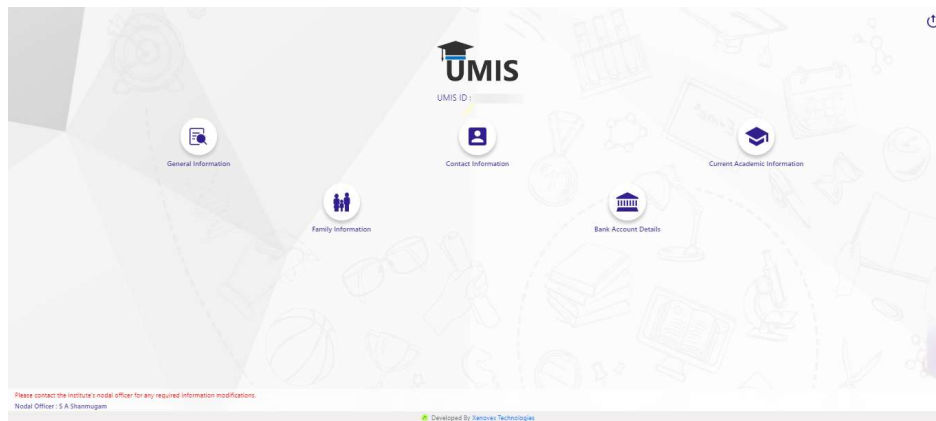 UMIS
UMIS ID :
General Information
Contact Information
Current Academic Information
Family Information
Bank Account Details
Please contact the institute's nodal officer for any required information modifications.
Nodal Officer : S A Shanmugam
Developed By Xenovex Technologies